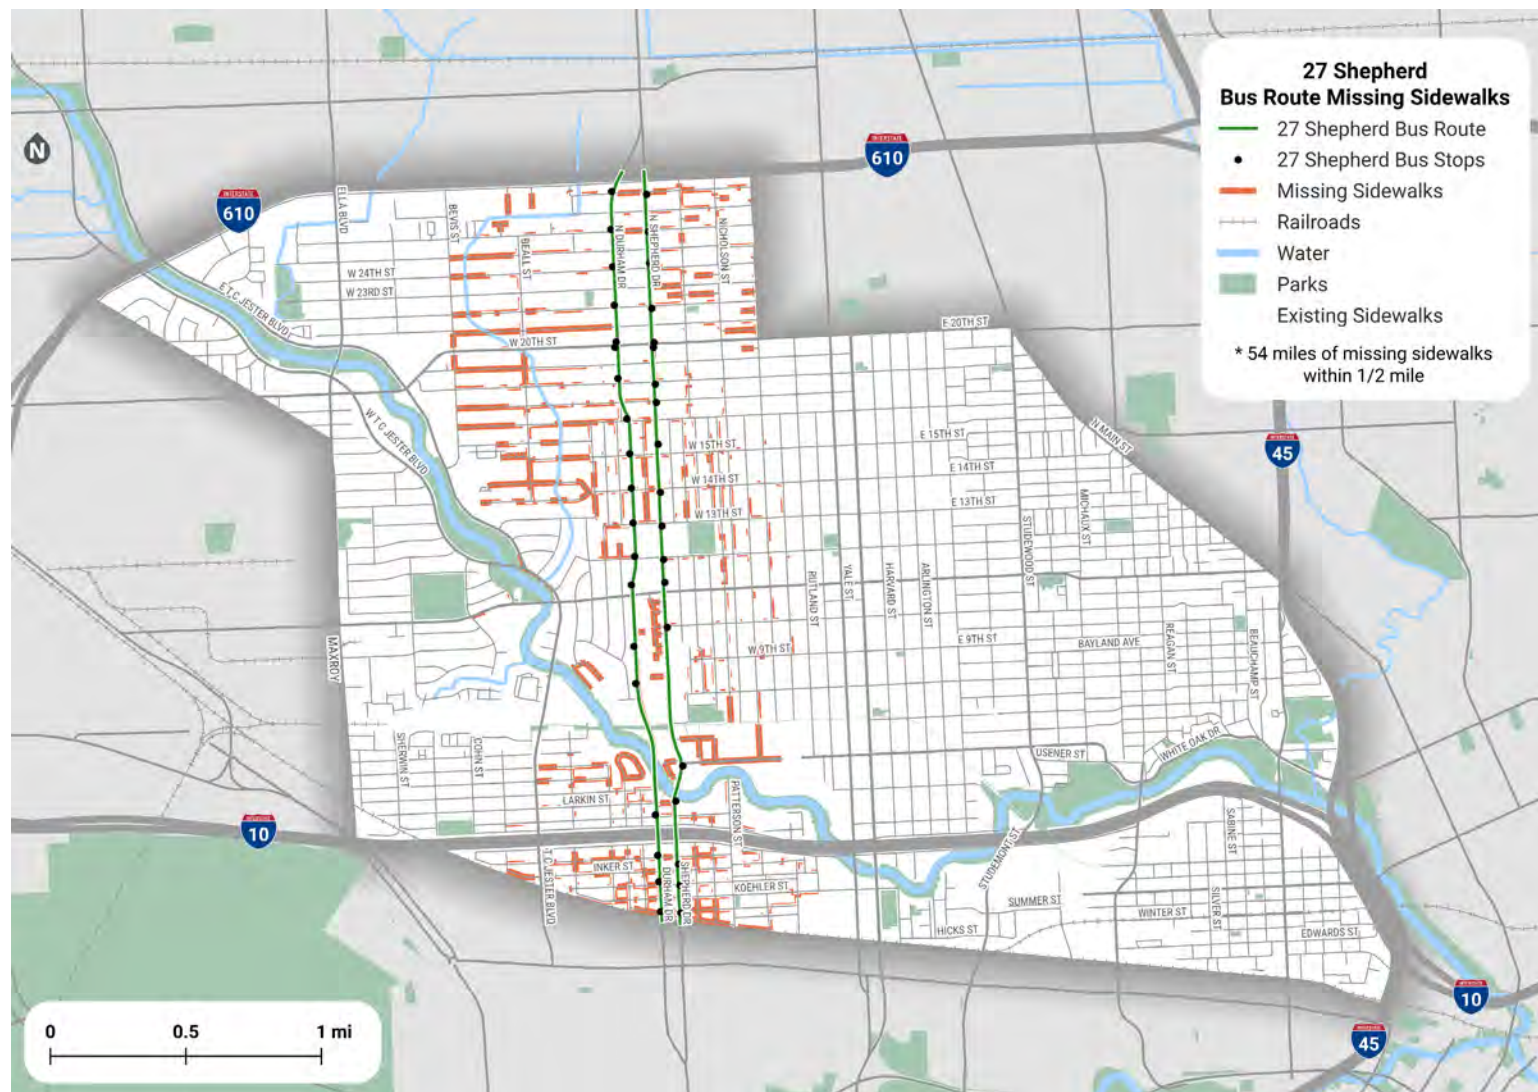 27 Shepherd
Bus Route Missing Sidewalks
27 Shepherd Bus Route
27 Shepherd Bus Stops
Missing Sidewalks
Railroads
Water
Parks
Existing Sidewalks
* 54 miles of missing sidewalks
within 1/2 mile
N
INTERSTATE
610
INTERSTATE
610
ELLA BLVD
BEVIS ST
BEALL ST
N DURHAM DR
N SHEPHERD DR
NICHOLSON ST
W 24TH ST
W 23RD ST
E T.C JESTER BLVD
W 20TH ST
E 20TH ST
W T C JESTER BLVD
N MAIN ST
W 15TH ST
E 15TH ST
INTERSTATE
45
W 14TH ST
E 14TH ST
W 13TH ST
E 13TH ST
MICHAUX ST
STUDEWOOD ST
RUTLAND ST
YALE ST
HARVARD ST
ARLINGTON ST
MAXROY
W 9TH ST
E 9TH ST
BAYLAND AVE
REAGAN ST
BEAUCHAMP ST
SHERWIN ST
COHN ST
USENER ST
WHITE OAK DR
LARKIN ST
PATTERSON ST
INTERSTATE
10
SABINE ST
STUDEMONT ST
T. C JESTER BLVD
INKER ST
DURHAM DR
SHEPHERD DR
KOEHLER ST
SUMMER ST
WINTER ST
SILVER ST
HICKS ST
EDWARDS ST
INTERSTATE
10
INTERSTATE
45
0 0.5 1 mi